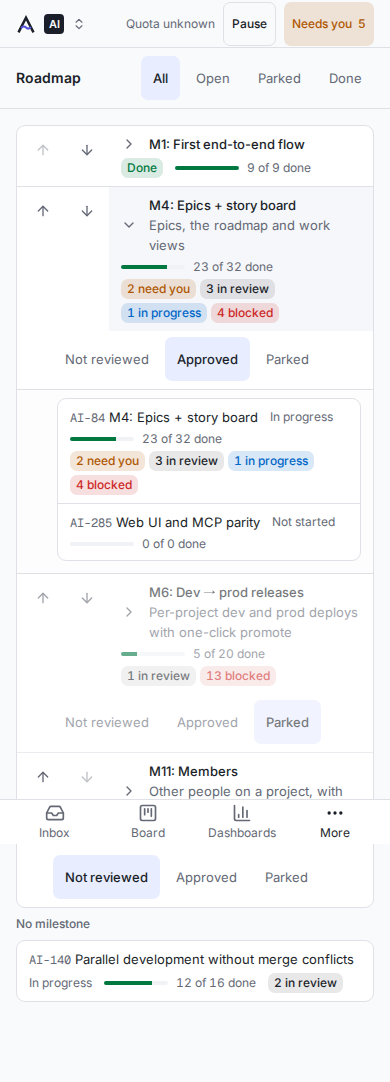 AI
Quota unknown
Pause
Needs you 5
Roadmap
All
Open
Parked
Done
M1: First end-to-end flow
Done
9 of 9 done
M4: Epics + story board
Epics, the roadmap and work
views
23 of 32 done
2 need you
3 in review
1 in progress
4 blocked
Not reviewed
Approved
Parked
AI-84 M4: Epics + story board
In progress
23 of 32 done
2 need you
3 in review
1 in progress
4 blocked
AI-285 Web UI and MCP parity
Not started
0 of 0 done
M6: Dev → prod releases
Per-project dev and prod deploys
with one-click promote
5 of 20 done
1 in review
13 blocked
Not reviewed
Approved
Parked
M11: Members
Other people on a project, with
Inbox
Board
Dashboards
More
Not reviewed
Approved
Parked
No milestone
AI-140 Parallel development without merge conflicts
In progress
12 of 16 done
2 in review